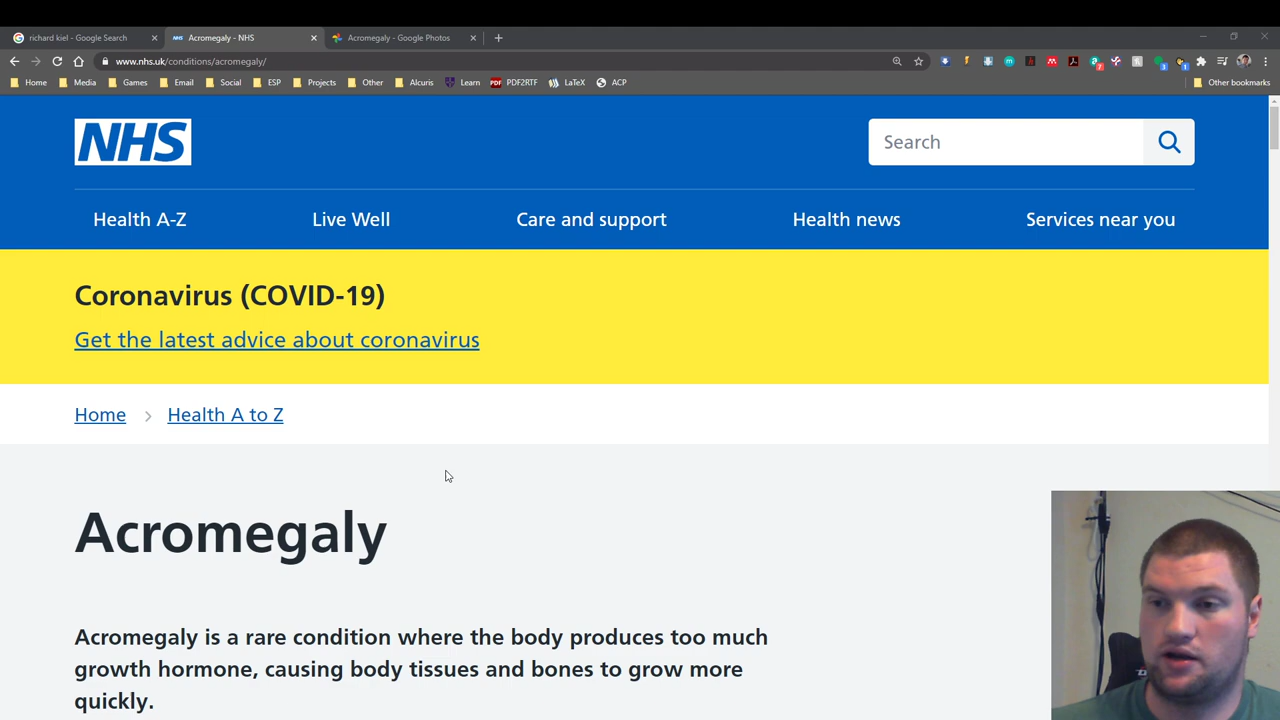 richard kiel - Google Search
Acromegaly - NHS
Acromegaly - Google Photos
www.nhs.uk/conditions/acromegaly/
Home Media Games Email Social ESP Projects Other Alcuris Learn PDF2RTF LaTeX ACP Other bookmarks
NHS
Search
Health A-Z Live Well Care and support Health news Services near you
Coronavirus (COVID-19)
Get the latest advice about coronavirus
Home Health A to Z
Acromegaly
Acromegaly is a rare condition where the body produces too much
growth hormone, causing body tissues and bones to grow more
quickly.